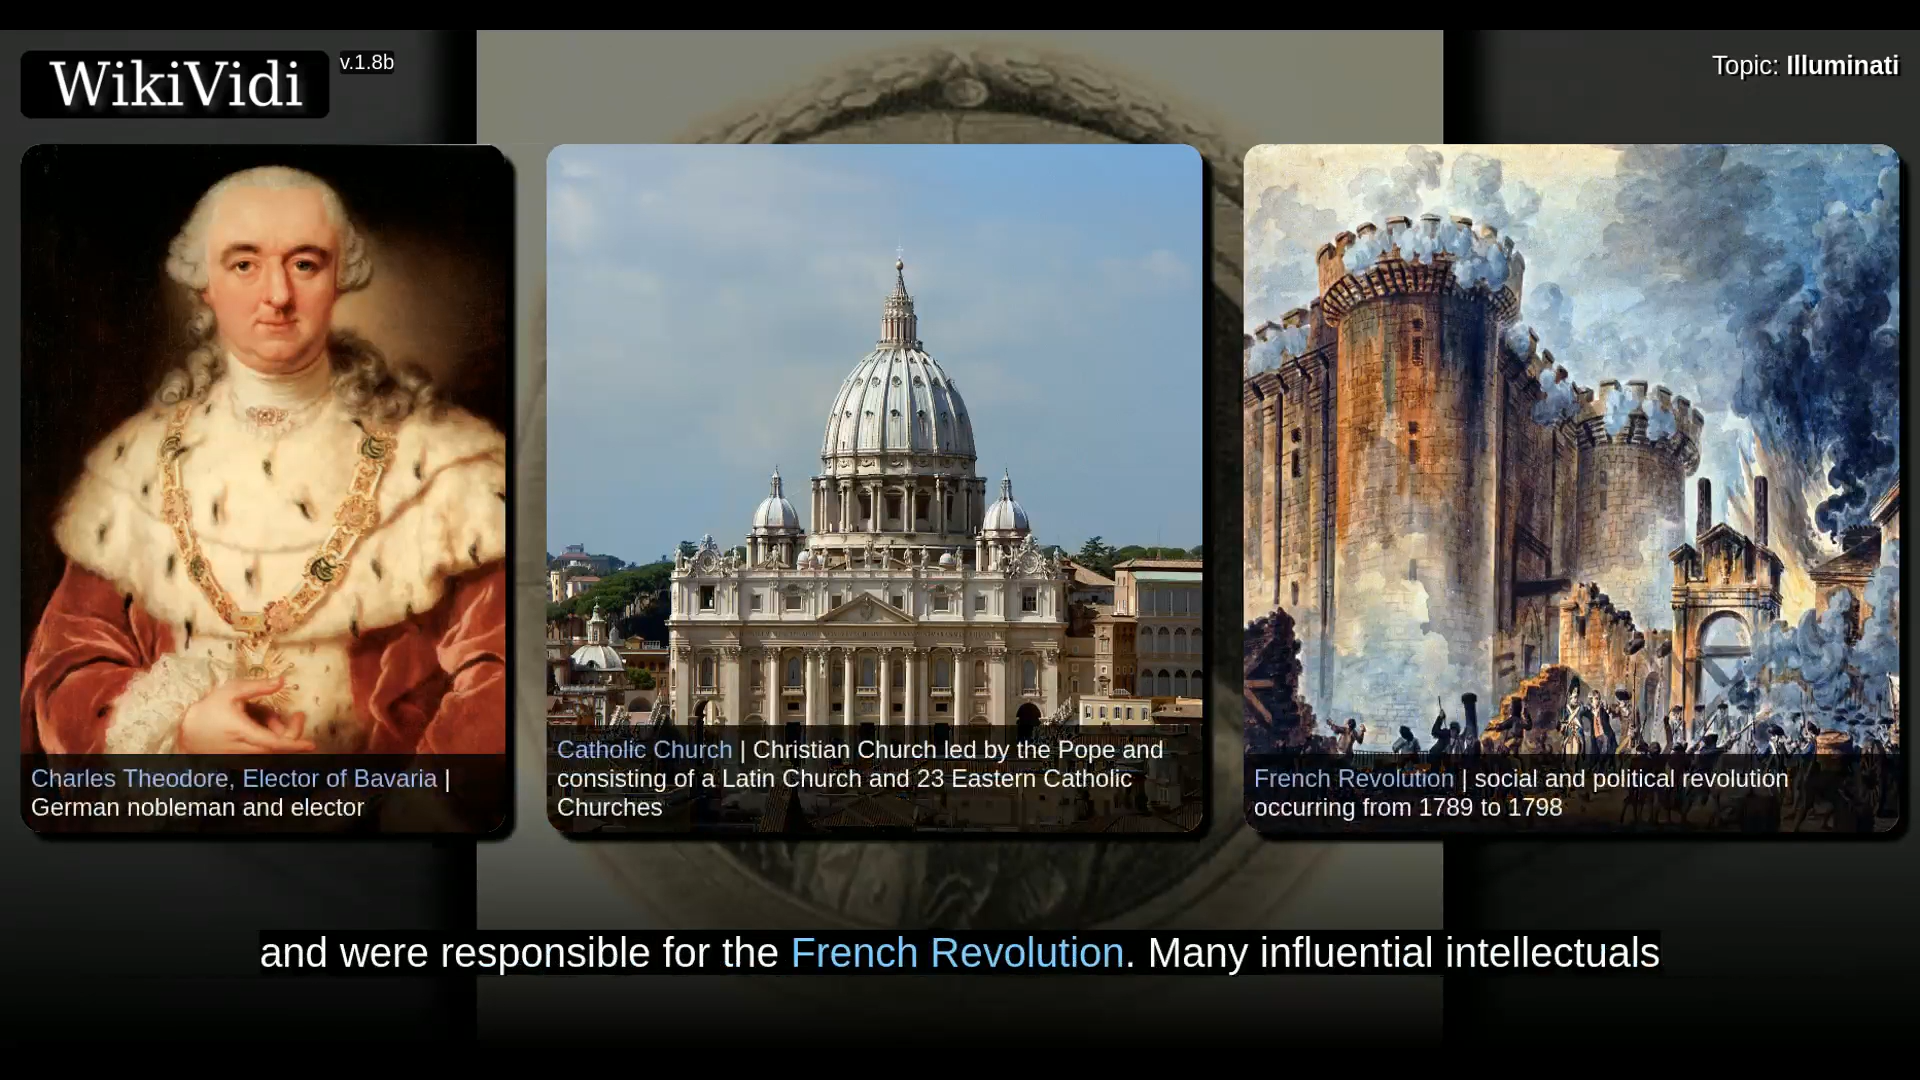 WikiVidi
v.1.8b
Topic: Illuminati
Charles Theodore, Elector of Bavaria |
German nobleman and elector
Catholic Church | Christian Church led by the Pope and
consisting of a Latin Church and 23 Eastern Catholic
Churches
French Revolution | social and political revolution
occurring from 1789 to 1798
and were responsible for the French Revolution. Many influential intellectuals